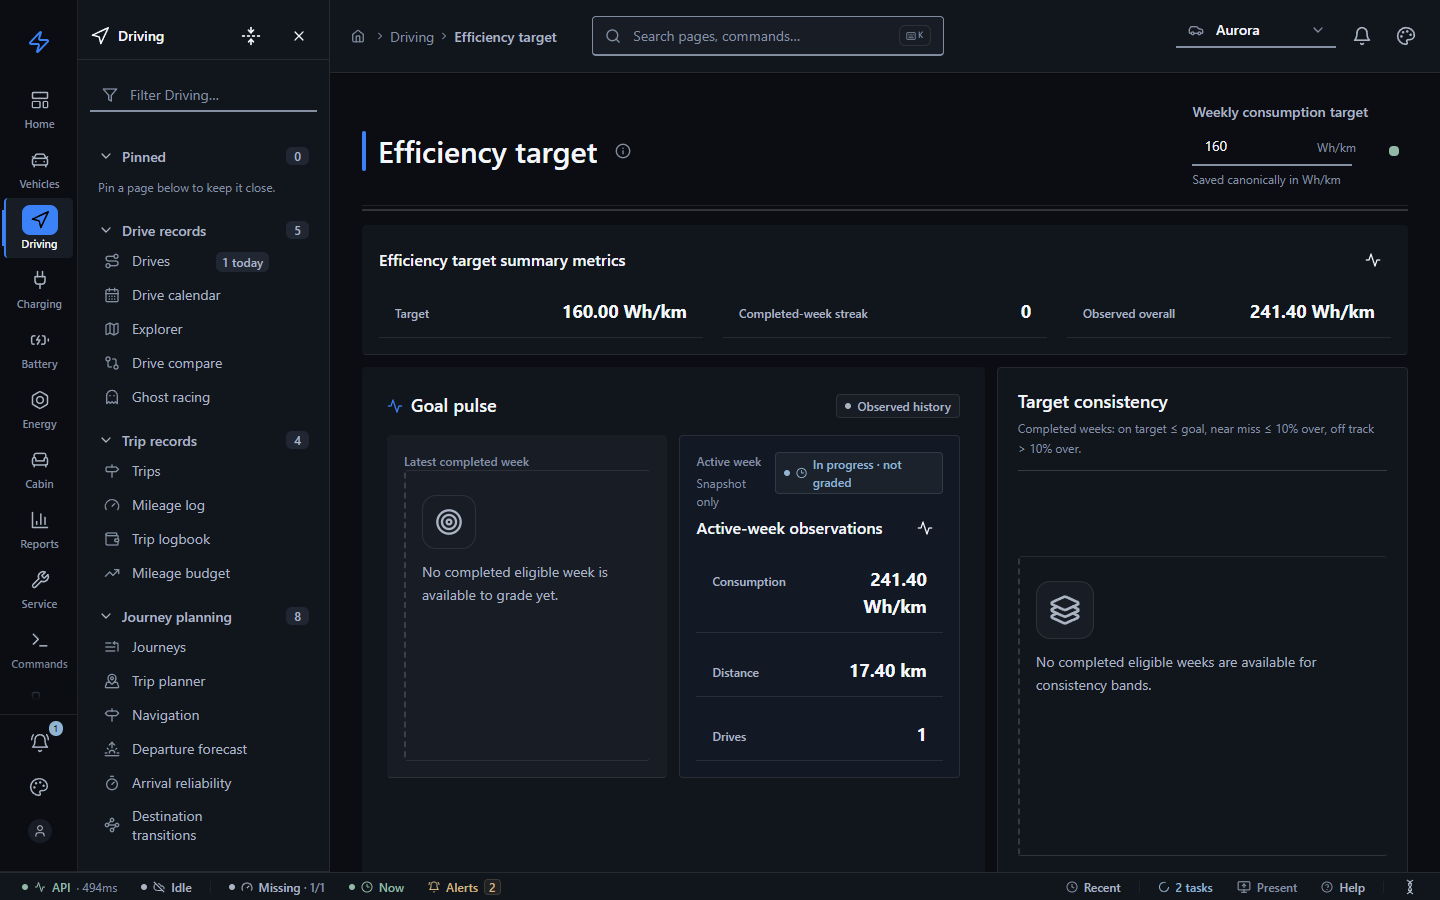 Home
Vehicles
Driving
Charging
Battery
Energy
Cabin
Reports
Service
Commands
1
Driving
Filter Driving...
Pinned 0
Pin a page below to keep it close.
Drive records 5
Drives 1 today
Drive calendar
Explorer
Drive compare
Ghost racing
Trip records 4
Trips
Mileage log
Trip logbook
Mileage budget
Journey planning 8
Journeys
Trip planner
Navigation
Departure forecast
Arrival reliability
Destination
transitions
Driving Efficiency target
Search pages, commands... K
Aurora
Efficiency target
Weekly consumption target
160 Wh/km
Saved canonically in Wh/km
Efficiency target summary metrics
Target 160.00 Wh/km
Completed-week streak 0
Observed overall 241.40 Wh/km
Goal pulse
Observed history
Latest completed week
No completed eligible week is
available to grade yet.
Active week
Snapshot
only
In progress · not
graded
Active-week observations
Consumption 241.40
Wh/km
Distance 17.40 km
Drives 1
Target consistency
Completed weeks: on target ≤ goal, near miss ≤ 10% over, off track
> 10% over.
No completed eligible weeks are available for
consistency bands.
API · 494ms
Idle
Missing · 1/1
Now
Alerts 2
Recent
2 tasks
Present
Help